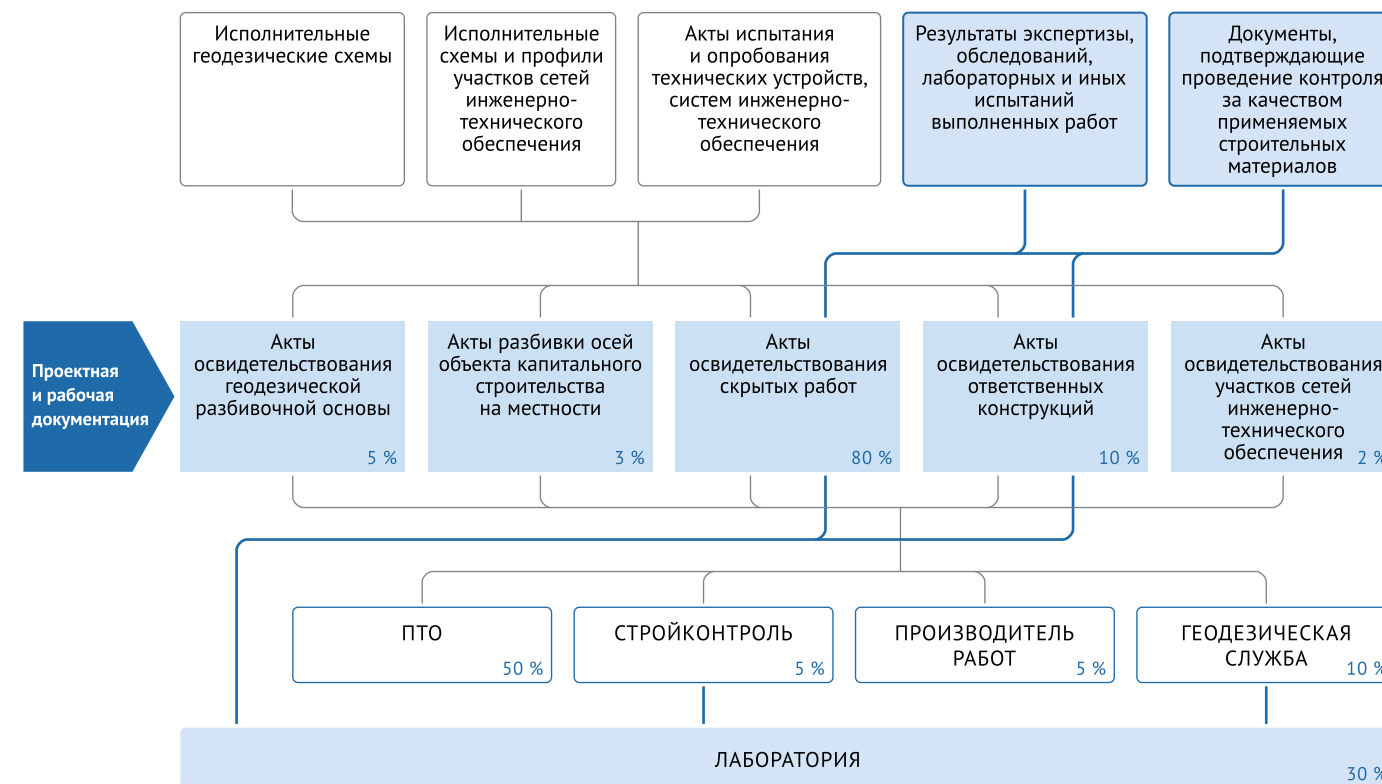 Исполнительные
геодезические схемы
Исполнительные
схемы и профили
участков сетей
инженерно-
технического
обеспечения
Акты испытания
и опробования
технических устройств,
систем инженерно-
технического
обеспечения
Результаты экспертизы,
обследований,
лабораторных и иных
испытаний
выполненных работ
Документы,
подтверждающие
проведение контроля
за качеством
применяемых
строительных
материалов
Проектная
и рабочая
документация
Акты
освидетельствования
геодезической
разбивочной основы
5 %
Акты разбивки осей
объекта капитального
строительства
на местности
3 %
Акты
освидетельствования
скрытых работ
80 %
Акты
освидетельствования
ответственных
конструкций
10 %
Акты
освидетельствования
участков сетей
инженерно-
технического
обеспечения
2 %
ПТО
50 %
СТРОЙКОНТРОЛЬ
5 %
ПРОИЗВОДИТЕЛЬ
РАБОТ
5 %
ГЕОДЕЗИЧЕСКАЯ
СЛУЖБА
10 %
ЛАБОРАТОРИЯ
30 %